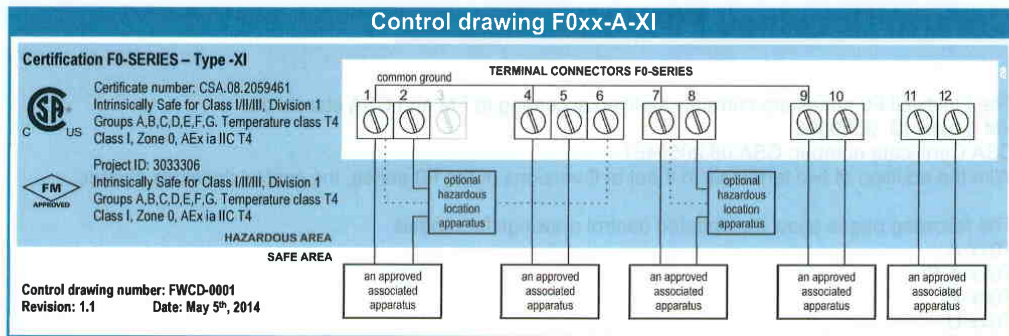 Control drawing F0xx-A-XI
Certification F0-SERIES – Type -XI
Certificate number: CSA.08.2059461
Intrinsically Safe for Class I/II/III, Division 1
Groups A,B,C,D,E,F,G. Temperature class T4
Class I, Zone 0, AEx ia IIC T4
C US
Project ID: 3033306
Intrinsically Safe for Class I/II/III, Division 1
Groups A,B,C,D,E,F,G. Temperature class T4
Class I, Zone 0, AEx ia IIC T4
FM
APPROVED
HAZARDOUS AREA
SAFE AREA
Control drawing number: FWCD-0001
Revision: 1.1 Date: May 5th, 2014
TERMINAL CONNECTORS F0-SERIES
common ground
1 2 3 4 5 6 7 8 9 10 11 12
optional
hazardous
location
apparatus
optional
hazardous
location
apparatus
an approved
associated
apparatus
an approved
associated
apparatus
an approved
associated
apparatus
an approved
associated
apparatus
an approved
associated
apparatus